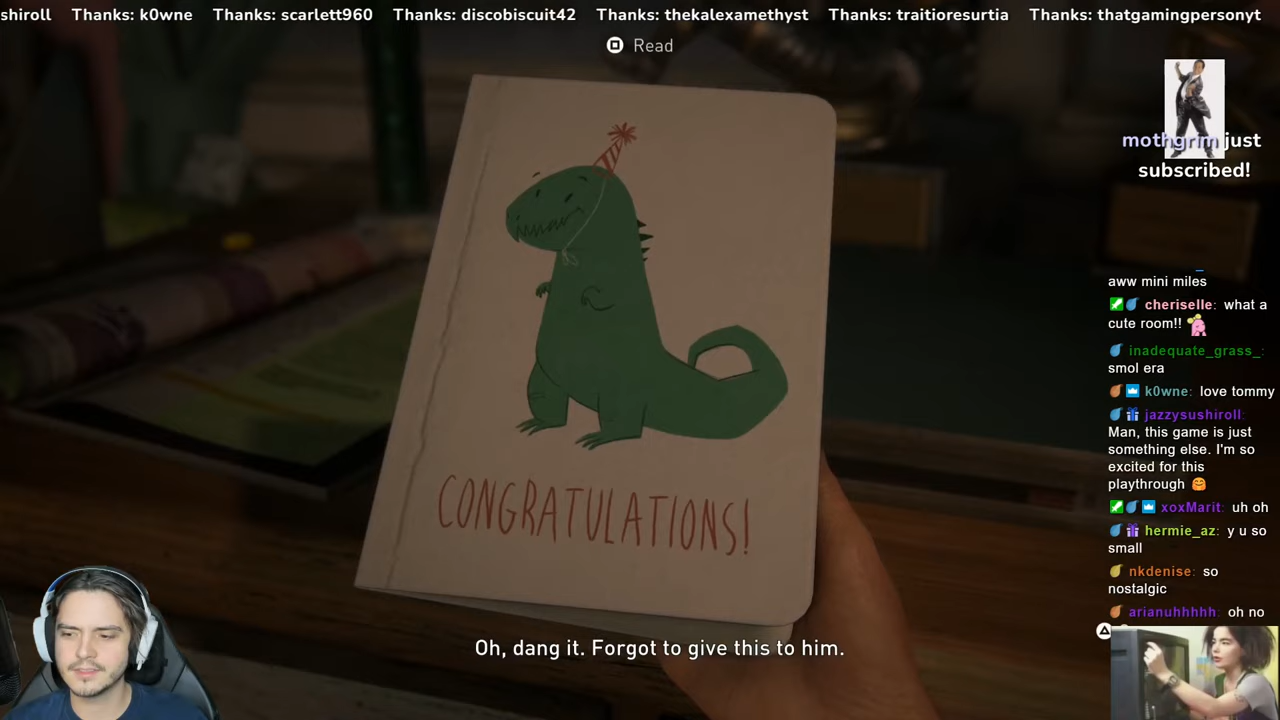 shiroll Thanks: k0wne Thanks: scarlett960 Thanks: discobiscuit42 Thanks: thekalexamethyst Thanks: traitioresurtia Thanks: thatgamingpersonyt
Read
CONGRATULATIONS!
Oh, dang it. Forgot to give this to him.
mothgrim just
subscribed!
aww mini miles
cheriselle: what a
cute room!!
inadequate_grass_:
smol era
k0wne: love tommy
jazzysushiroll:
Man, this game is just
something else. I'm so
excited for this
playthrough
xoxMarit: uh oh
hermie_az: y u so
small
nkdenise: so
nostalgic
arianuhhhhh: oh no